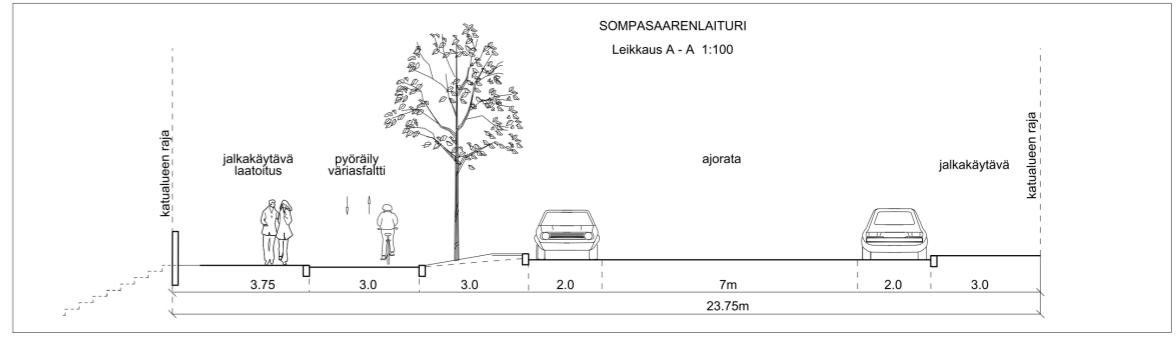 SOMPASAARENLAITURI
Leikkaus A - A 1:100
katualueen raja
jalkakäytävä
laatoitus
pyöräily
väriasfaltti
ajorata
jalkakäytävä
katualueen raja
3.75
3.0
3.0
2.0
7m
2.0
3.0
23.75m